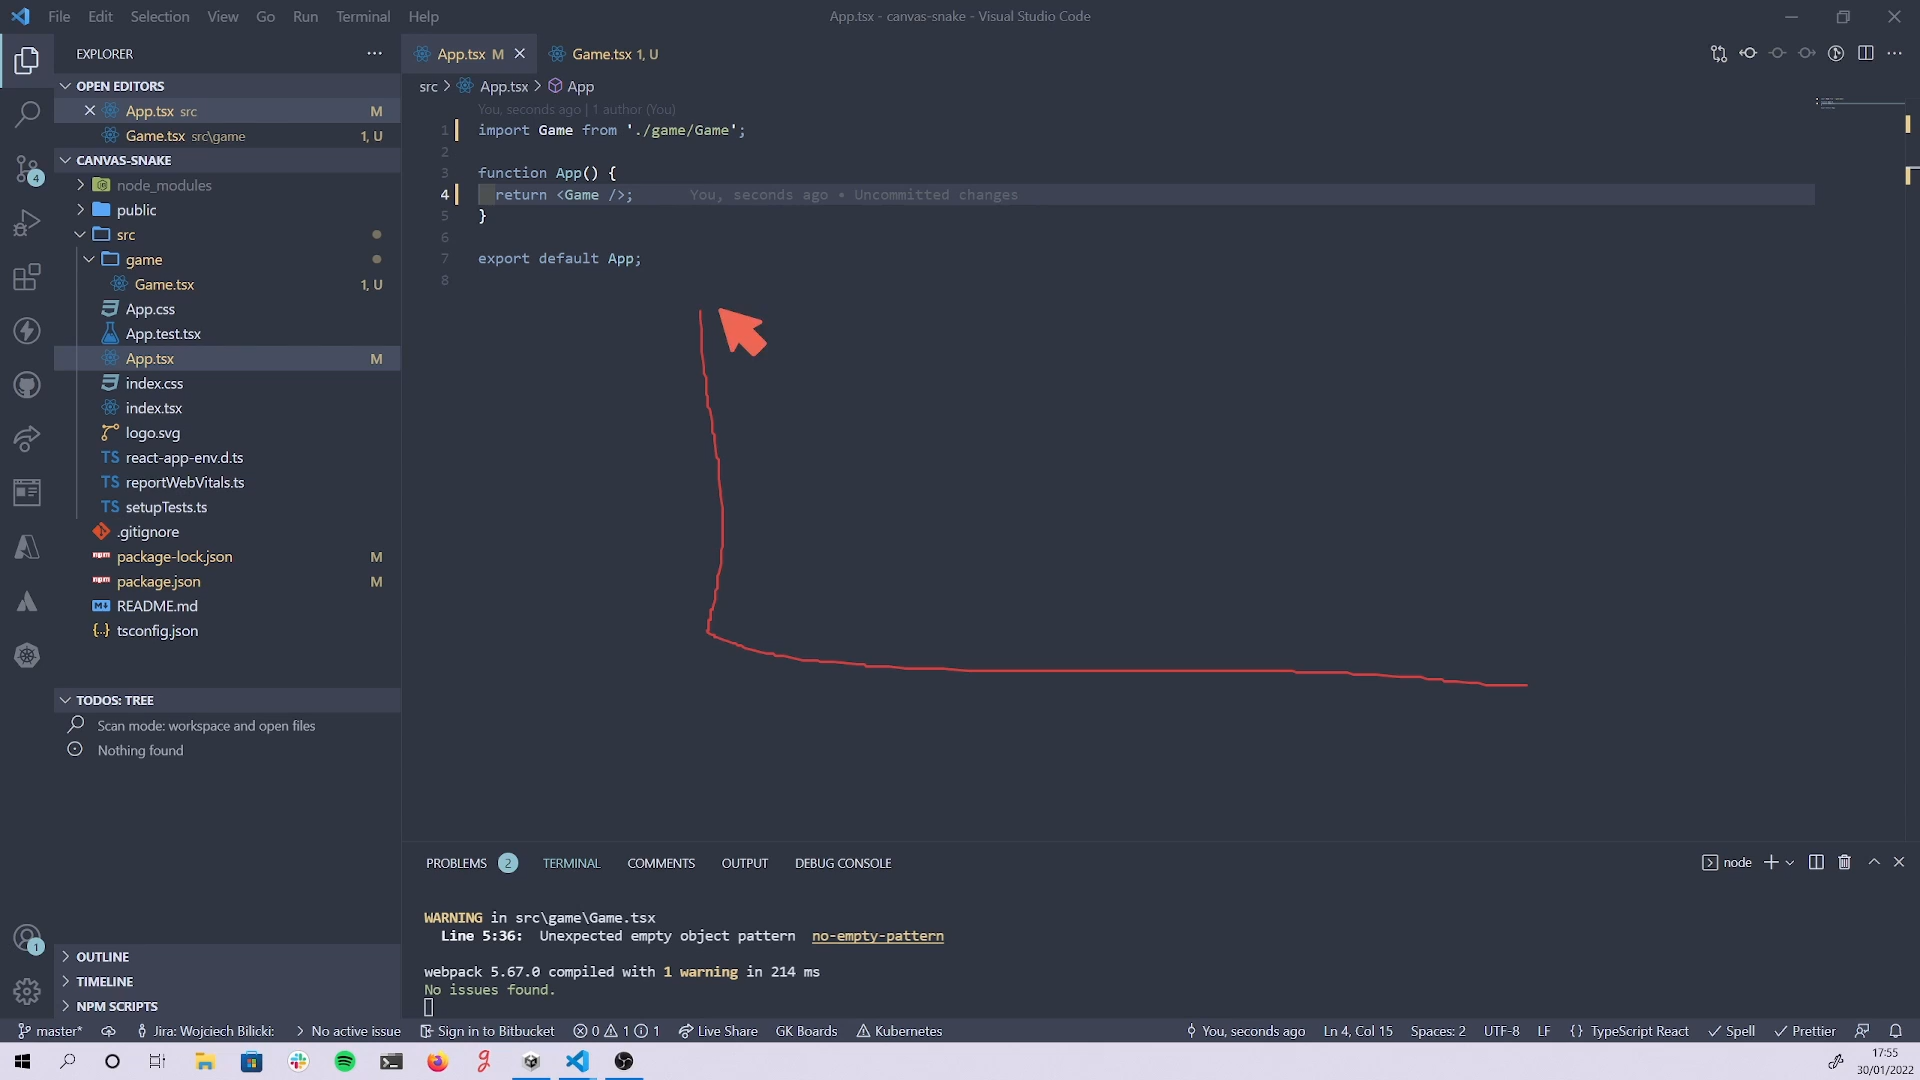 File Edit Selection View Go Run Terminal Help
App.tsx - canvas-snake - Visual Studio Code
EXPLORER
OPEN EDITORS
App.tsx src M
Game.tsx src\game 1, U
CANVAS-SNAKE
node_modules
public
src
game
Game.tsx 1, U
App.css
App.test.tsx
App.tsx M
index.css
index.tsx
logo.svg
TS react-app-env.d.ts
TS reportWebVitals.ts
TS setupTests.ts
.gitignore
npm package-lock.json M
npm package.json M
README.md
{..} tsconfig.json
TODOS: TREE
Scan mode: workspace and open files
Nothing found
OUTLINE
TIMELINE
NPM SCRIPTS
4
1
App.tsx M
Game.tsx 1, U
src > App.tsx > App
You, seconds ago | 1 author (You)
1 import Game from './game/Game';
2
3 function App() {
4 return <Game />; You, seconds ago • Uncommitted changes
5 }
6
7 export default App;
8
PROBLEMS 2 TERMINAL COMMENTS OUTPUT DEBUG CONSOLE
node
WARNING in src\game\Game.tsx
Line 5:36: Unexpected empty object pattern no-empty-pattern
webpack 5.67.0 compiled with 1 warning in 214 ms
No issues found.
master* Jira: Wojciech Bilicki: No active issue Sign in to Bitbucket 0 1 1 Live Share GK Boards Kubernetes You, seconds ago Ln 4, Col 15 Spaces: 2 UTF-8 LF {} TypeScript React Spell Prettier
17:55
30/01/2022